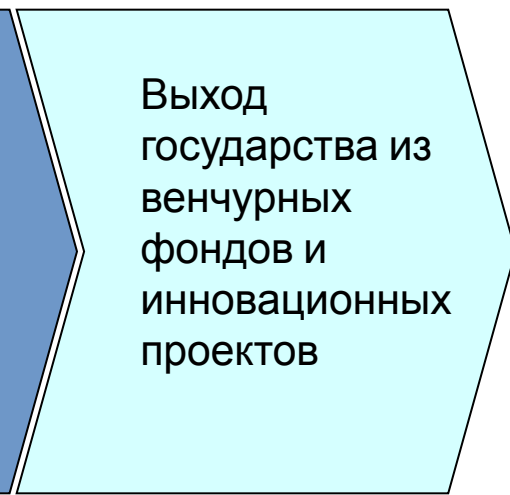 Выход
государства из
венчурных
фондов и
инновационных
проектов